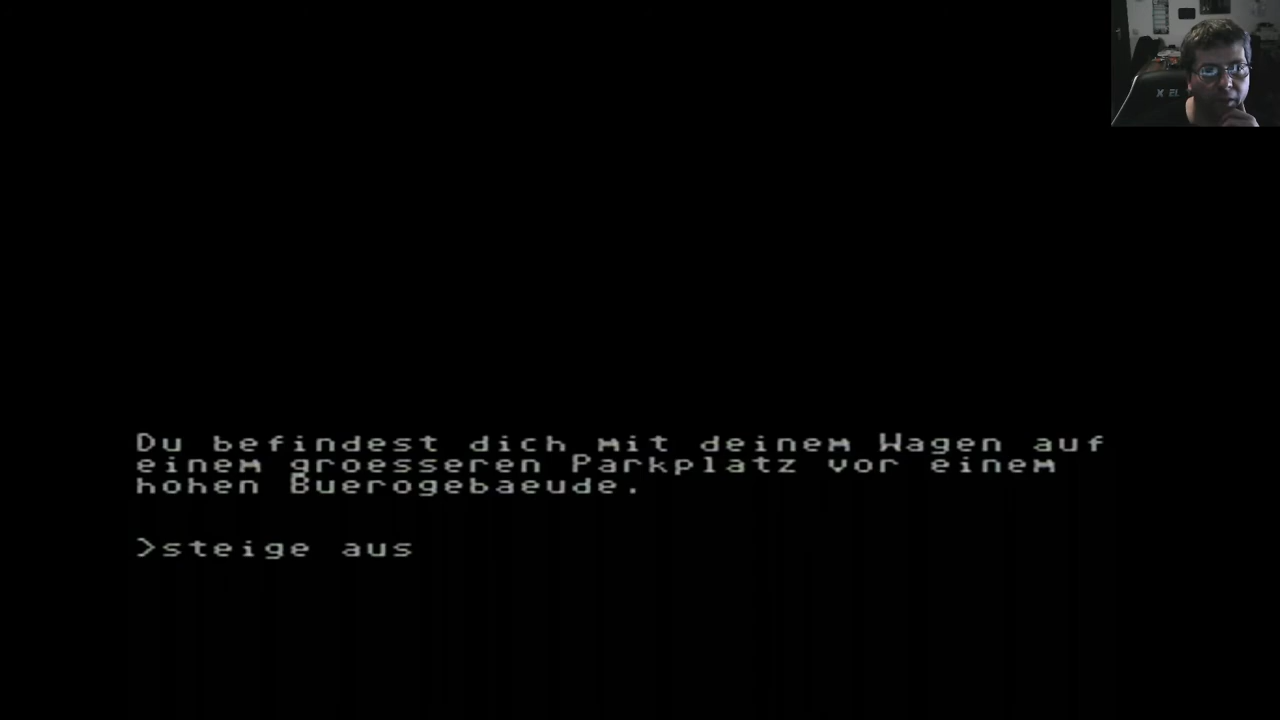 Du befindest dich mit deinem Wagen auf
einem groesseren Parkplatz vor einem
hohen Buerogebaeude.
>steige aus